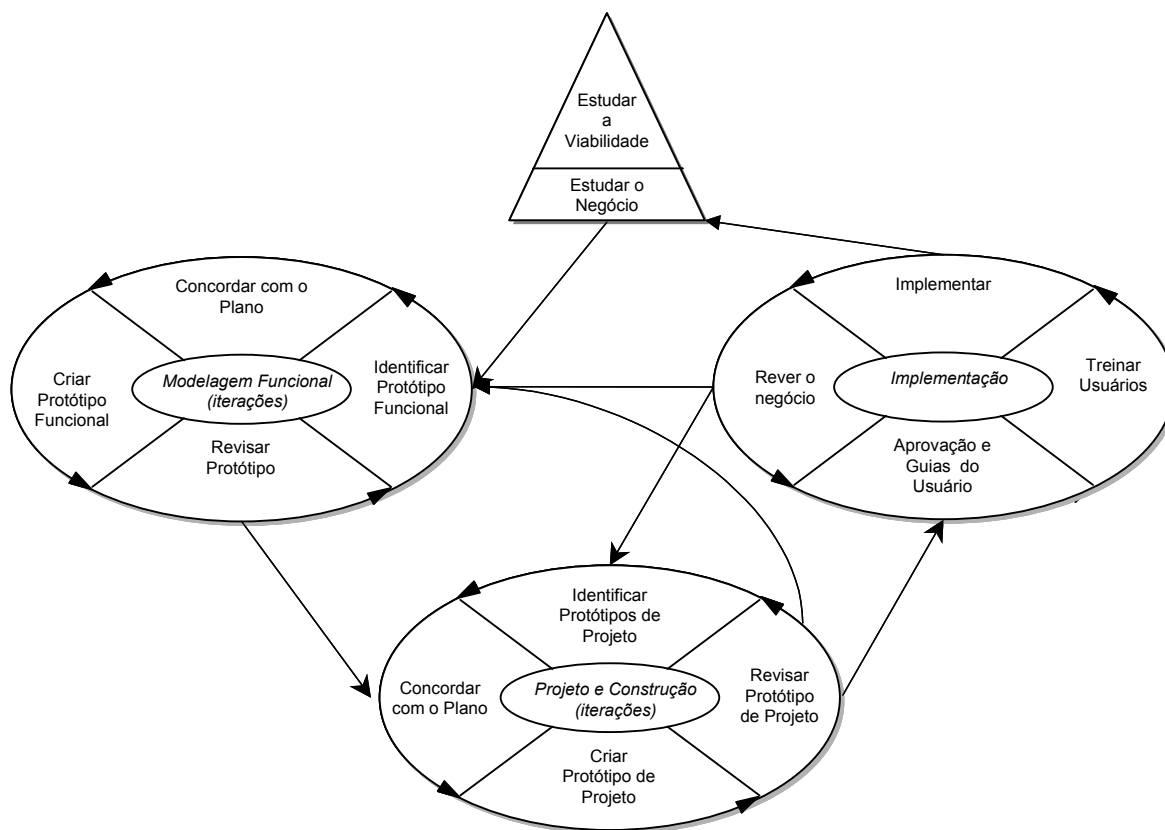 Estudar
a
Viabilidade
Estudar o
Negócio
Concordar com o
Plano
Criar
Protótipo
Funcional
Modelagem Funcional
(iterações)
Identificar
Protótipo
Funcional
Revisar
Protótipo
Implementar
Rever o
negócio
Implementação
Treinar
Usuários
Aprovação e
Guias do
Usuário
Identificar
Protótipos de
Projeto
Concordar
com o Plano
Projeto e Construção
(iterações)
Revisar
Protótipo
de Projeto
Criar
Protótipo de
Projeto